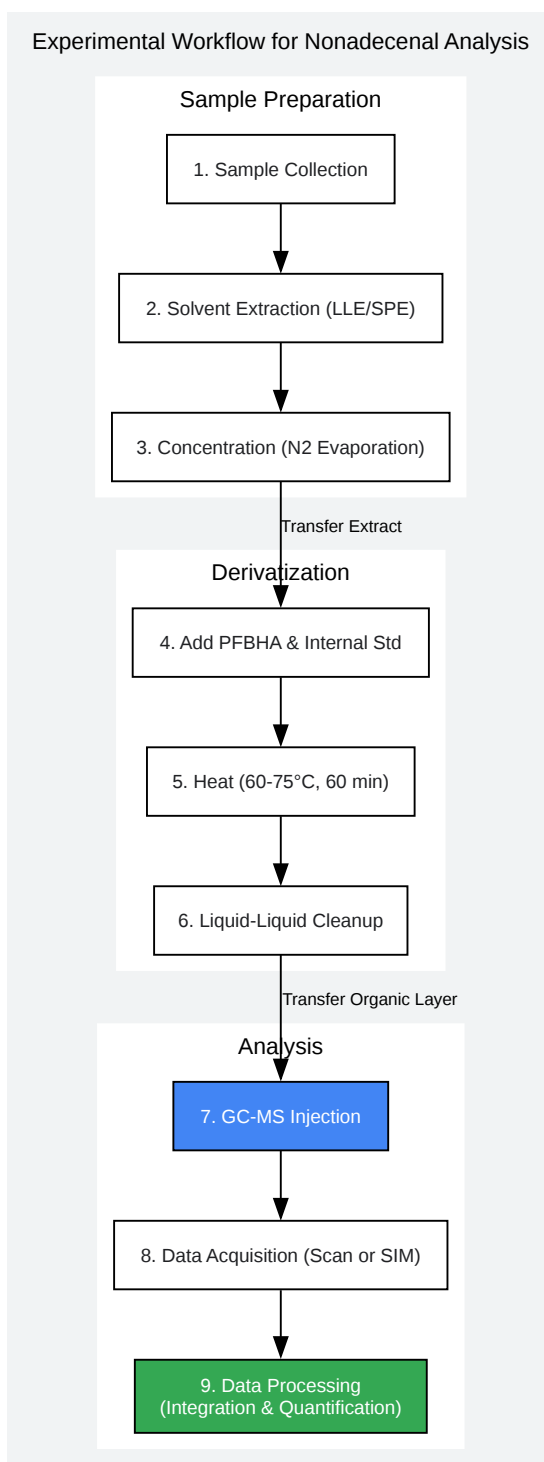 Experimental Workflow for Nonadecenal Analysis
Sample Preparation
1. Sample Collection
2. Solvent Extraction (LLE/SPE)
3. Concentration (N2 Evaporation)
Transfer Extract
Derivatization
4. Add PFBHA & Internal Std
5. Heat (60-75°C, 60 min)
6. Liquid-Liquid Cleanup
Transfer Organic Layer
Analysis
7. GC-MS Injection
8. Data Acquisition (Scan or SIM)
9. Data Processing
(Integration & Quantification)